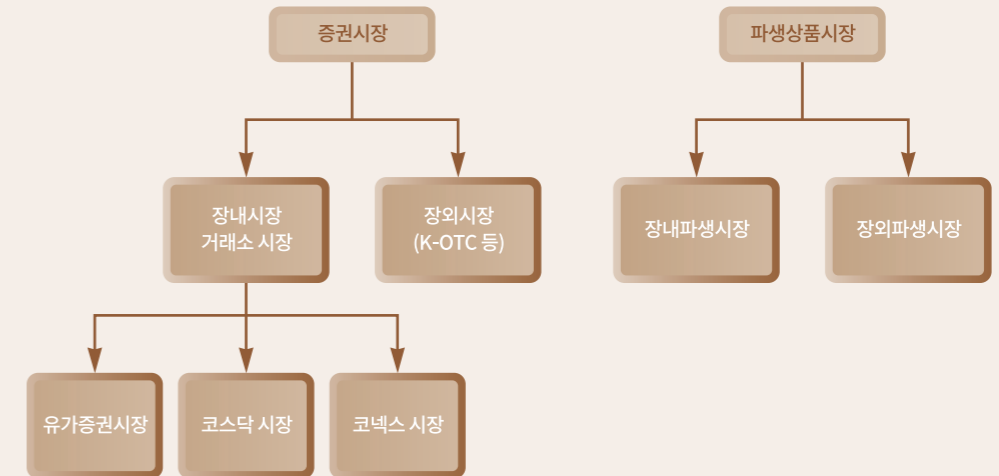 증권시장
파생상품시장
장내시장
거래소 시장
장외시장
(K-OTC 등)
장내파생시장
장외파생시장
유가증권시장
코스닥 시장
코넥스 시장